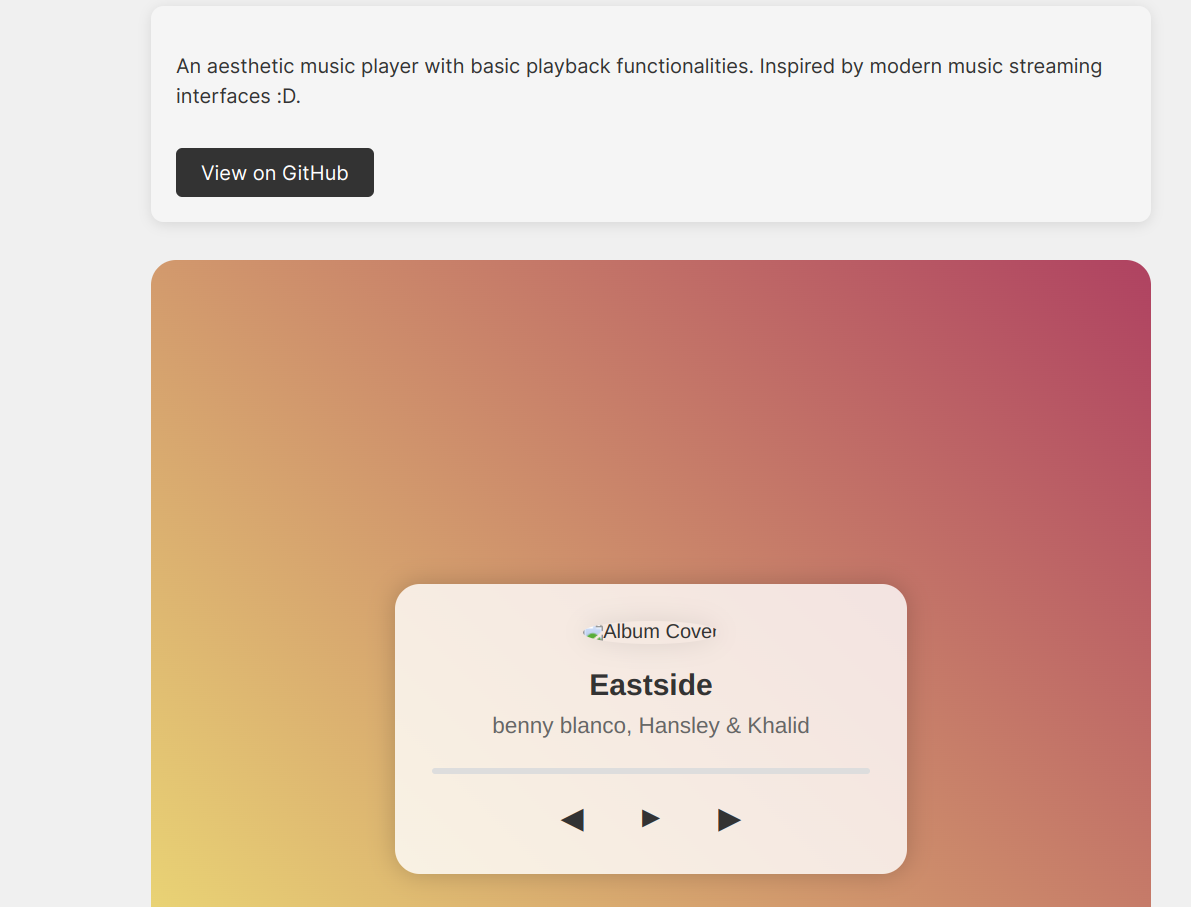 An aesthetic music player with basic playback functionalities. Inspired by modern music streaming
interfaces :D.
View on GitHub
Album Cover
Eastside
benny blanco, Hansley & Khalid